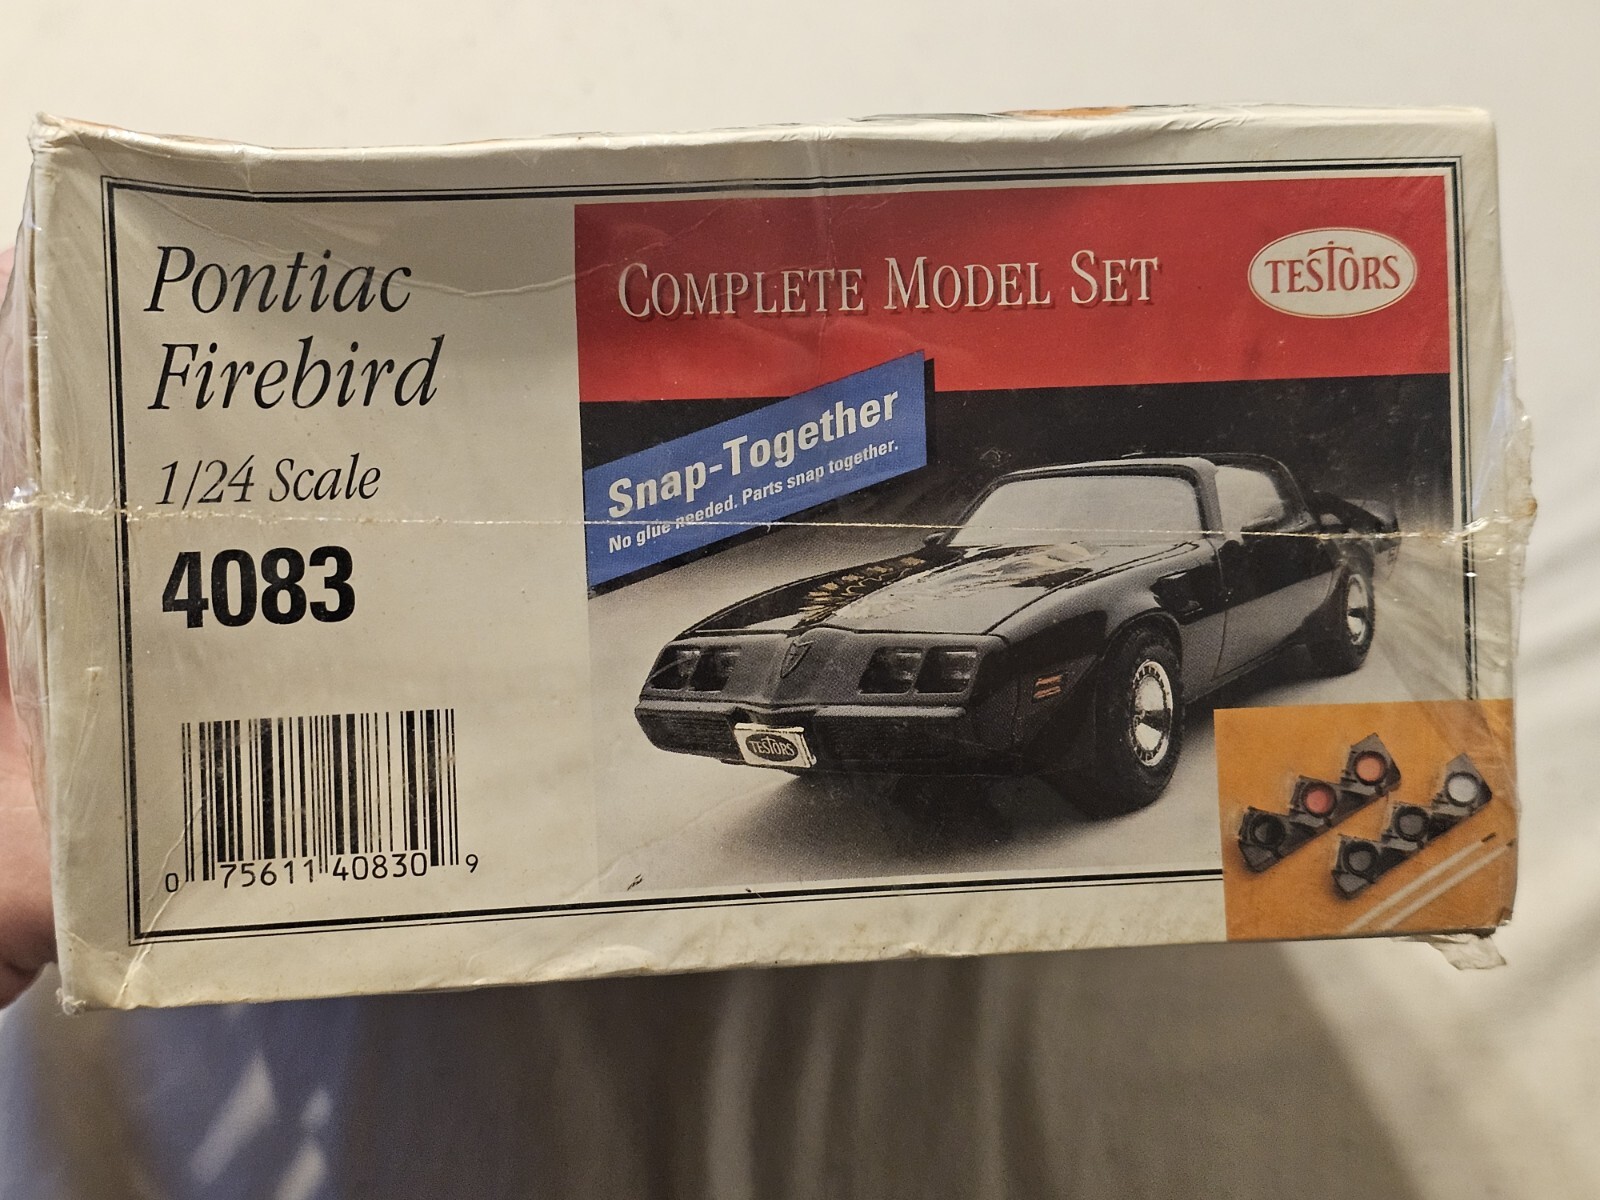 Pontiac
Firebird
1/24 Scale
4083
0 75611 40830 9
COMPLETE MODEL SET
TESTORS
Snap-Together
No glue needed. Parts snap together.
TESTORS